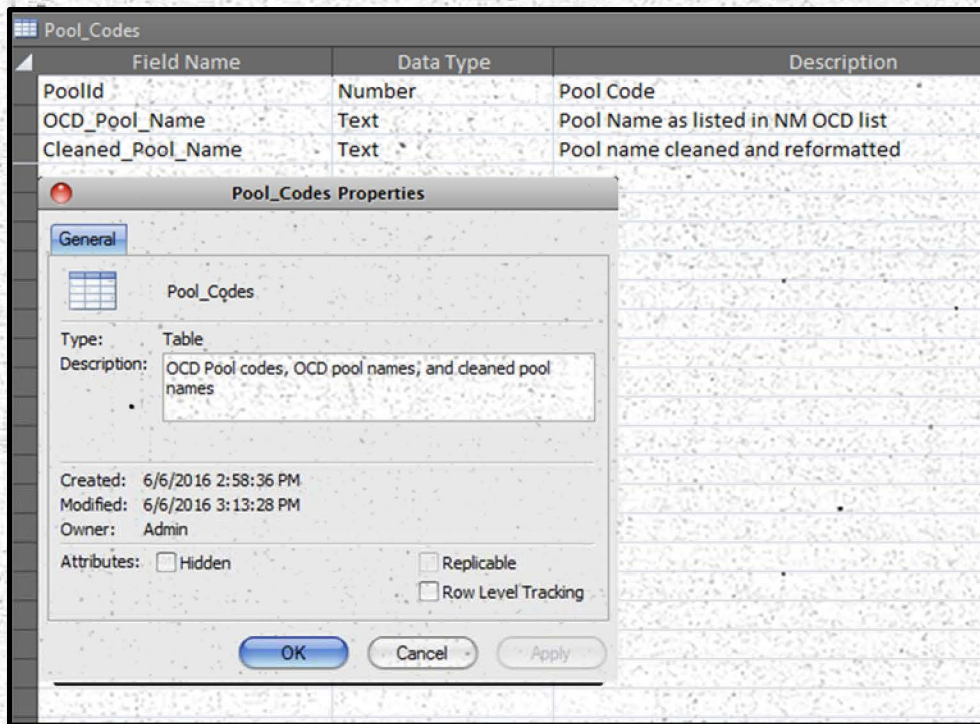 Pool_Codes
Field Name Data Type Description
PoolId Number Pool Code
OCD_Pool_Name Text Pool Name as listed in NM OCD list
Cleaned_Pool_Name Text Pool name cleaned and reformatted
Pool_Codes Properties
General
Pool_Codes
Type: Table
Description: OCD Pool codes, OCD pool names, and cleaned pool
names
Created: 6/6/2016 2:58:36 PM
Modified: 6/6/2016 3:13:28 PM
Owner: Admin
Attributes: Hidden Replicable
Row Level Tracking
OK Cancel Apply